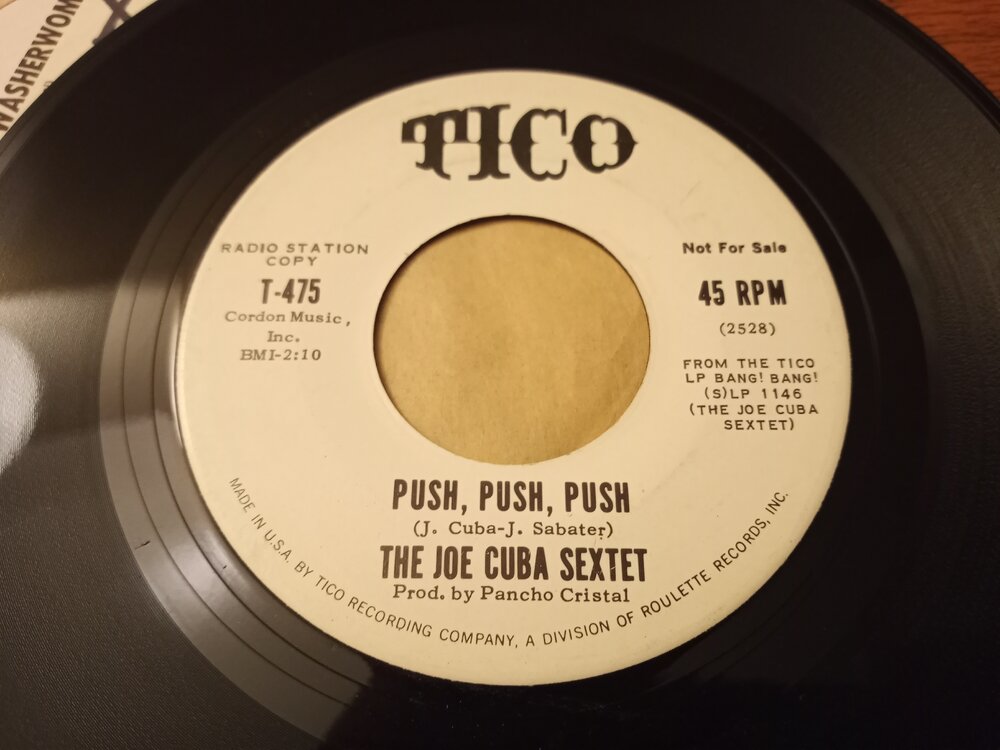 TICO
RADIO STATION
COPY
T-475
Cordon Music,
Inc.
BMI-2:10
Not For Sale
45 RPM
(2528)
FROM THE TICO
LP BANG! BANG!
(S)LP 1146
(THE JOE CUBA
SEXTET)
PUSH, PUSH, PUSH
(J. Cuba-J. Sabater)
THE JOE CUBA SEXTET
Prod. by Pancho Cristal
MADE IN U.S.A. BY TICO RECORDING COMPANY, A DIVISION OF ROULETTE RECORDS, INC.